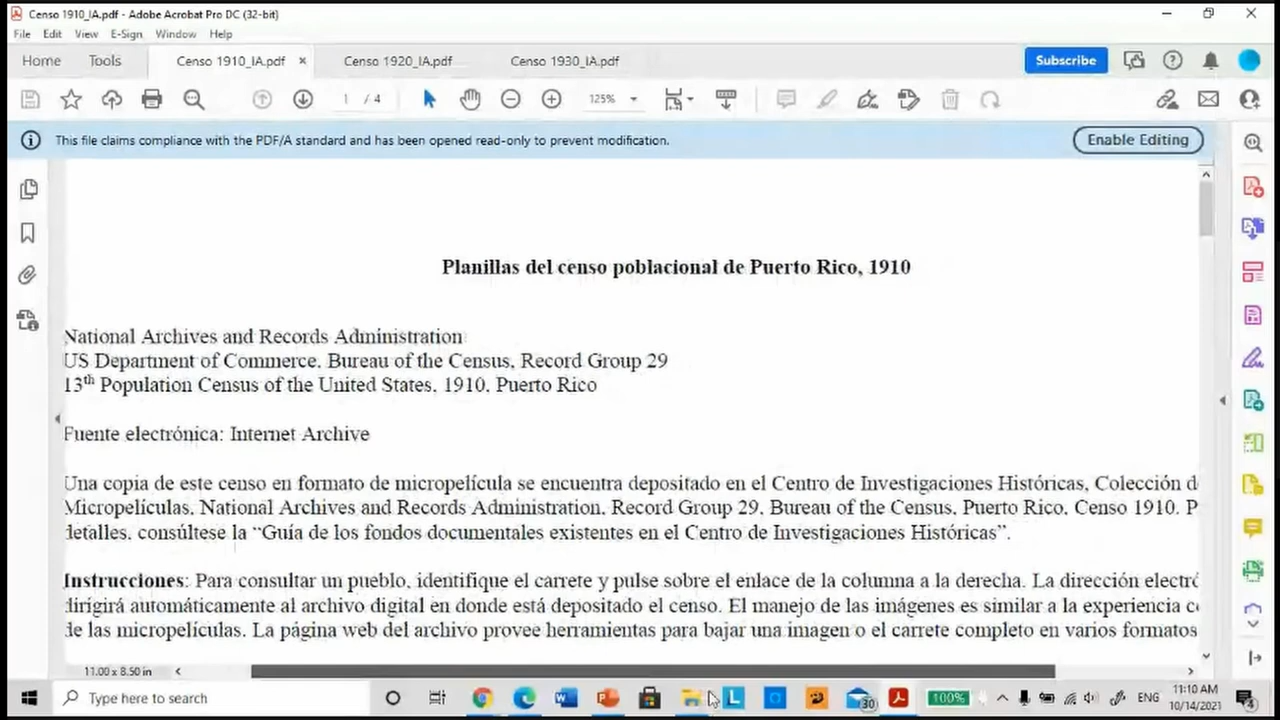 Censo 1910_IA.pdf - Adobe Acrobat Pro DC (32-bit)
File Edit View E-Sign Window Help
Home Tools Censo 1910_IA.pdf × Censo 1920_IA.pdf Censo 1930_IA.pdf Subscribe
1 / 4 125%
This file claims compliance with the PDF/A standard and has been opened read-only to prevent modification. Enable Editing
Planillas del censo poblacional de Puerto Rico, 1910
National Archives and Records Administration
US Department of Commerce, Bureau of the Census, Record Group 29
13th Population Census of the United States, 1910, Puerto Rico
Fuente electrónica: Internet Archive
Una copia de este censo en formato de micropelícula se encuentra depositado en el Centro de Investigaciones Históricas, Colección d
Micropelículas, National Archives and Records Administration, Record Group 29, Bureau of the Census, Puerto Rico, Censo 1910. P
detalles, consúltese la “Guía de los fondos documentales existentes en el Centro de Investigaciones Históricas”.
Instrucciones: Para consultar un pueblo, identifique el carrete y pulse sobre el enlace de la columna a la derecha. La dirección electró
dirigirá automáticamente al archivo digital en donde está depositado el censo. El manejo de las imágenes es similar a la experiencia c
de las micropelículas. La página web del archivo provee herramientas para bajar una imagen o el carrete completo en varios formatos
11.00 x 8.50 in
Type here to search L 30 100% ENG 11:10 AM
10/14/2021 4